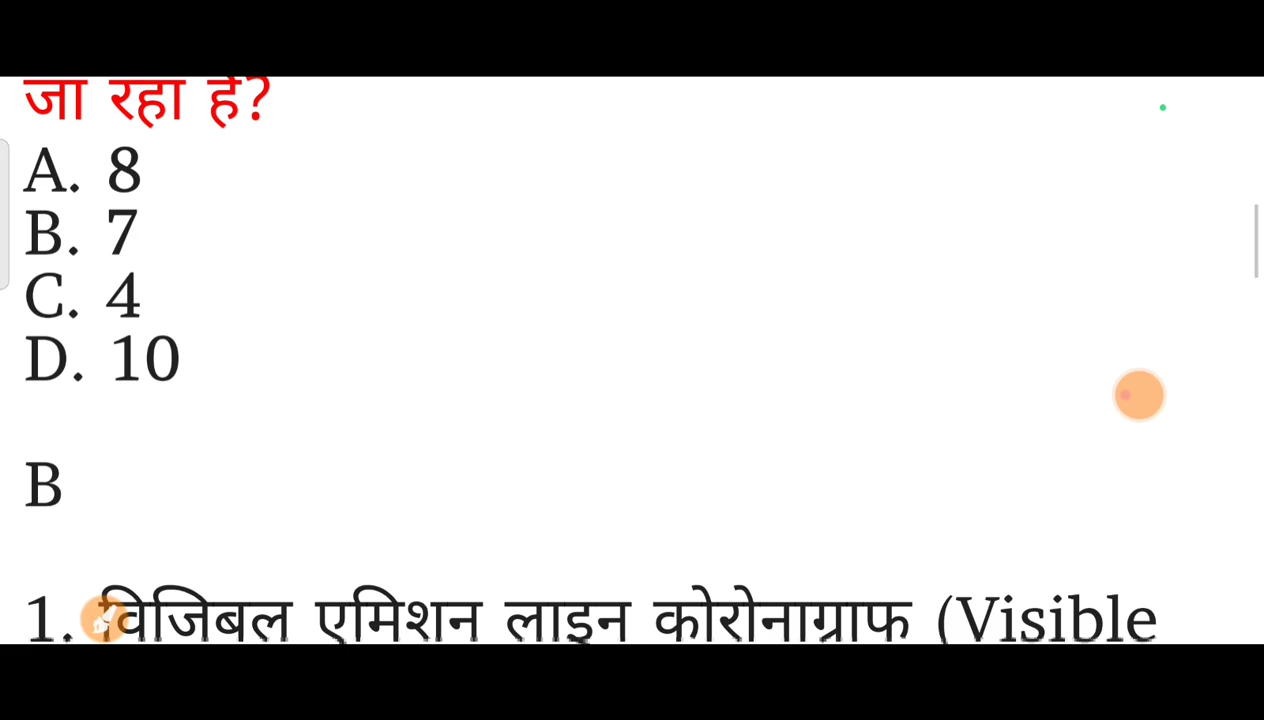 जा रहा है?
A. 8
B. 7
C. 4
D. 10
B
1. विजिबल एमिशन लाइन कोरोनाग्राफ (Visible